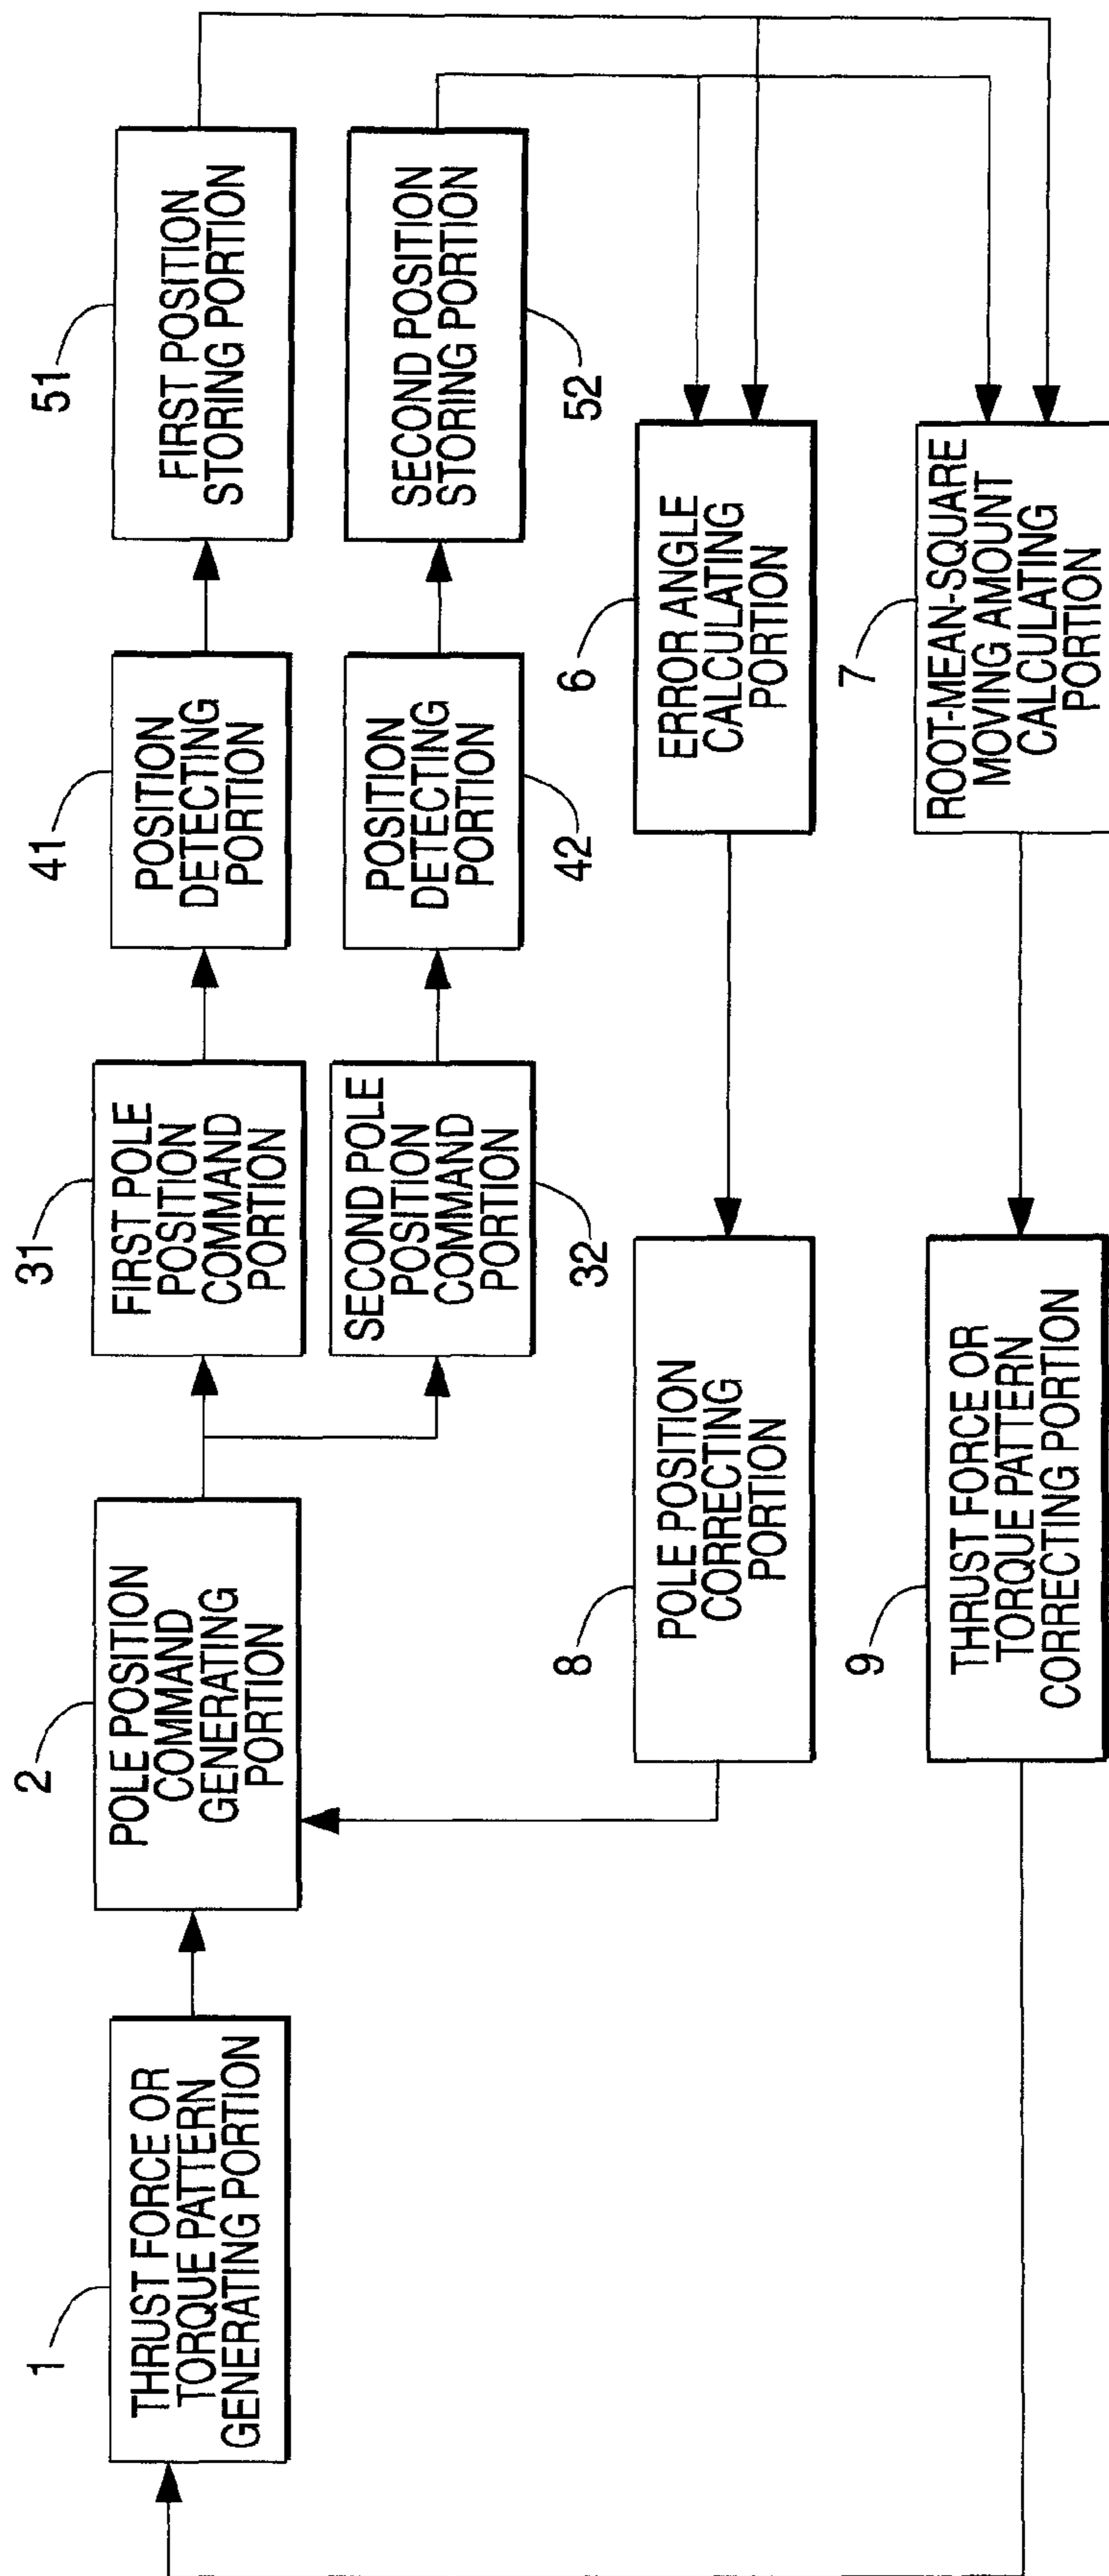 1
THRUST FORCE OR
TORQUE PATTERN
GENERATING PORTION
2
POLE POSITION
COMMAND
GENERATING
PORTION
31
FIRST POLE
POSITION
COMMAND
PORTION
41
POSITION
DETECTING
PORTION
51
FIRST POSITION
STORING PORTION
SECOND POLE
POSITION
COMMAND
PORTION
32
POSITION
DETECTING
PORTION
42
SECOND POSITION
STORING PORTION
52
8
POLE POSITION
CORRECTING
PORTION
6
ERROR ANGLE
CALCULATING
PORTION
9
THRUST FORCE OR
TORQUE PATTERN
CORRECTING PORTION
7
ROOT-MEAN-SQUARE
MOVING AMOUNT
CALCULATING
PORTION